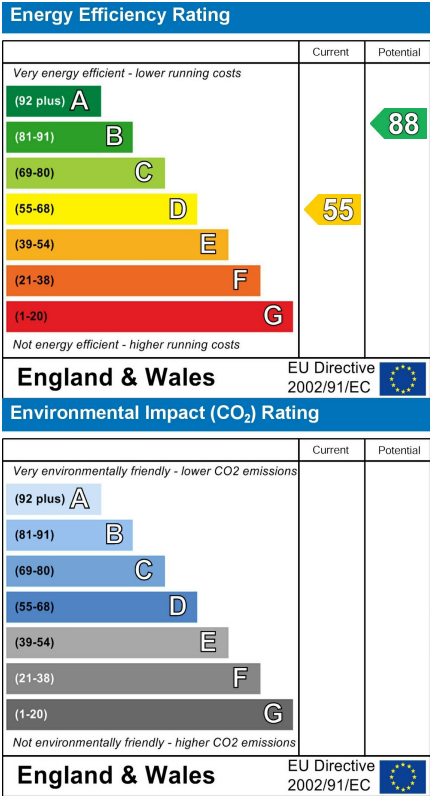 Energy Efficiency Rating
Current Potential
Very energy efficient - lower running costs
(92 plus) A
(81-91) B
88
(69-80) C
(55-68) D
55
(39-54) E
(21-38) F
(1-20) G
Not energy efficient - higher running costs
England & Wales
EU Directive
2002/91/EC
Environmental Impact (CO₂) Rating
Current Potential
Very environmentally friendly - lower CO2 emissions
(92 plus) A
(81-91) B
(69-80) C
(55-68) D
(39-54) E
(21-38) F
(1-20) G
Not environmentally friendly - higher CO2 emissions
England & Wales
EU Directive
2002/91/EC